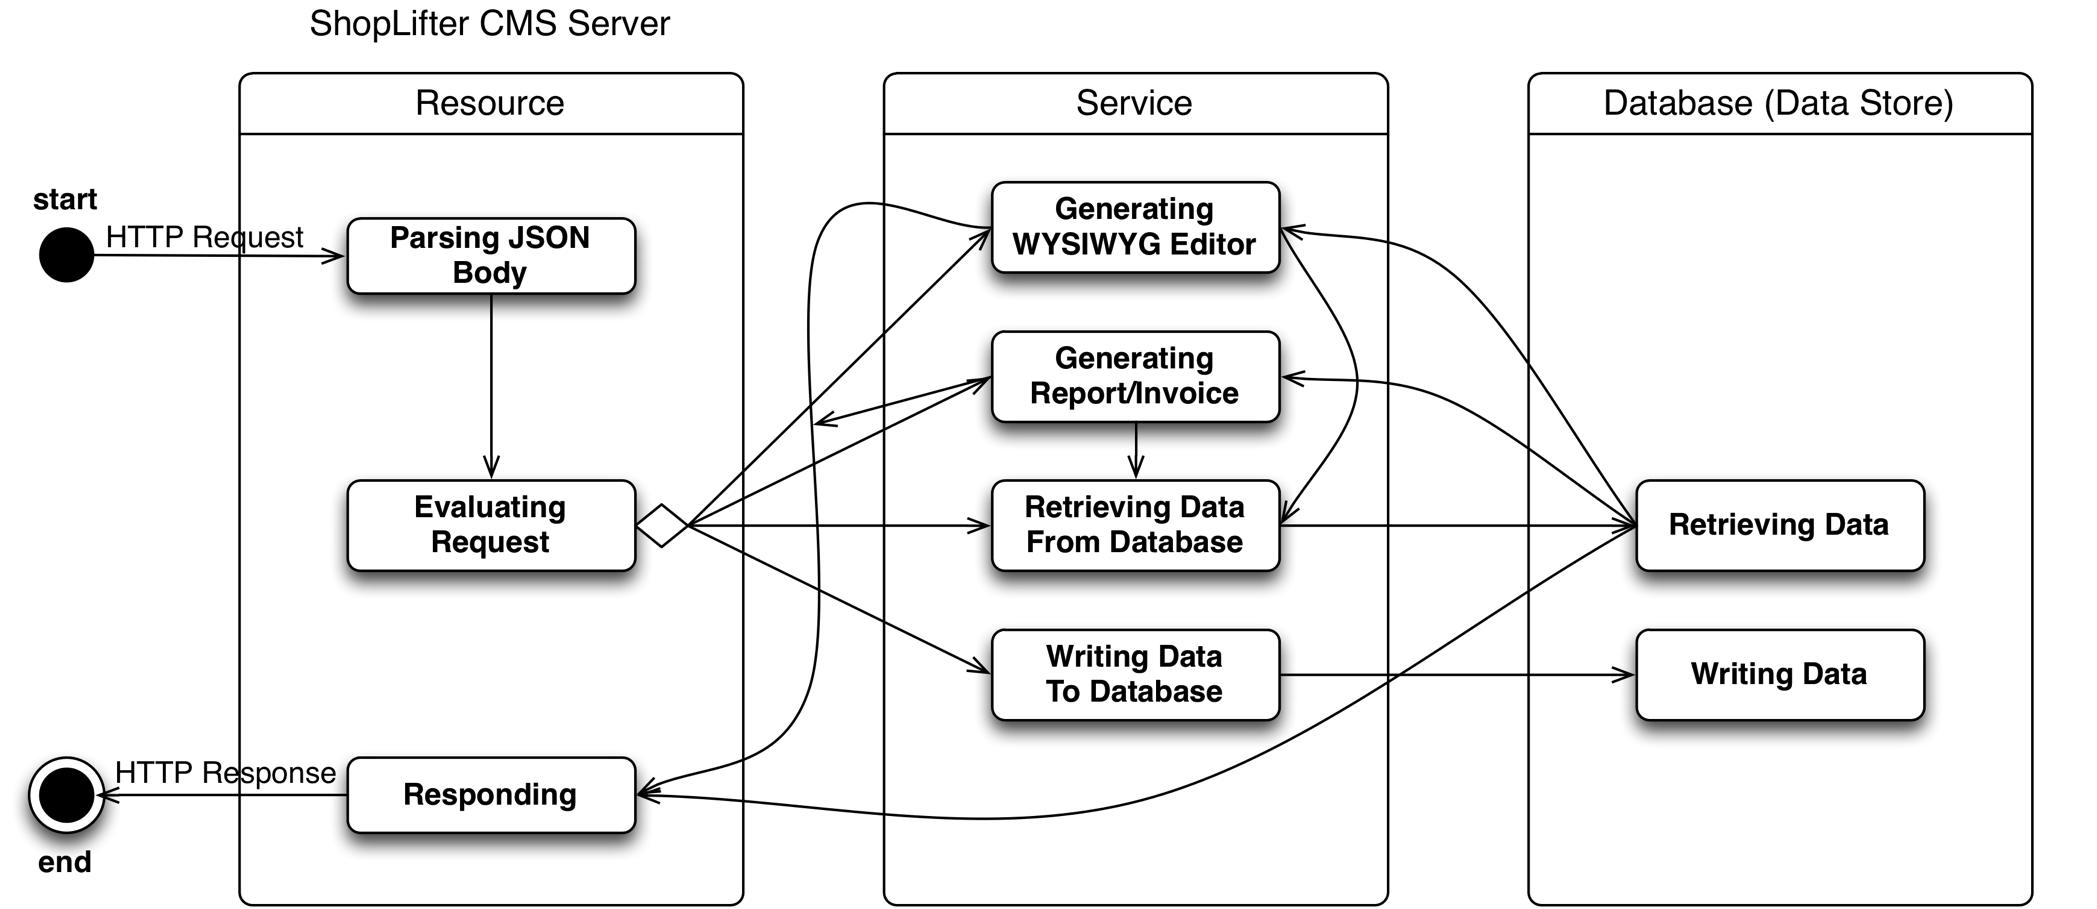 ShopLifter CMS Server
Resource
Service
Database (Data Store)
start
HTTP Request
Parsing JSON
Body
Generating
WYSIWYG Editor
Generating
Report/Invoice
Evaluating
Request
Retrieving Data
From Database
Retrieving Data
Writing Data
To Database
Writing Data
HTTP Response
Responding
end